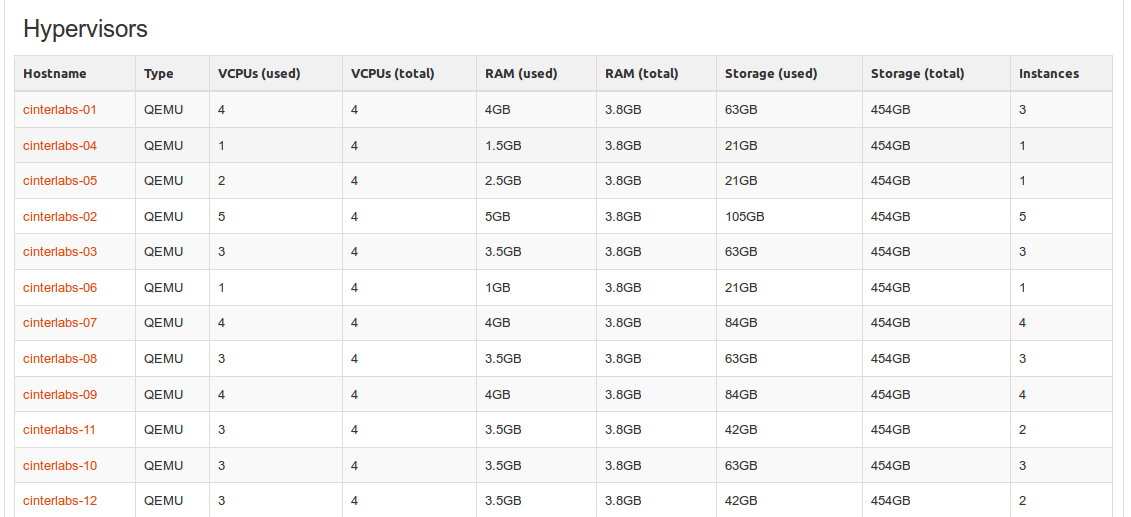 Hypervisors
Hostname Type VCPUs (used) VCPUs (total) RAM (used) RAM (total) Storage (used) Storage (total) Instances
cinterlabs-01 QEMU 4 4 4GB 3.8GB 63GB 454GB 3
cinterlabs-04 QEMU 1 4 1.5GB 3.8GB 21GB 454GB 1
cinterlabs-05 QEMU 2 4 2.5GB 3.8GB 21GB 454GB 1
cinterlabs-02 QEMU 5 4 5GB 3.8GB 105GB 454GB 5
cinterlabs-03 QEMU 3 4 3.5GB 3.8GB 63GB 454GB 3
cinterlabs-06 QEMU 1 4 1GB 3.8GB 21GB 454GB 1
cinterlabs-07 QEMU 4 4 4GB 3.8GB 84GB 454GB 4
cinterlabs-08 QEMU 3 4 3.5GB 3.8GB 63GB 454GB 3
cinterlabs-09 QEMU 4 4 4GB 3.8GB 84GB 454GB 4
cinterlabs-11 QEMU 3 4 3.5GB 3.8GB 42GB 454GB 2
cinterlabs-10 QEMU 3 4 3.5GB 3.8GB 63GB 454GB 3
cinterlabs-12 QEMU 3 4 3.5GB 3.8GB 42GB 454GB 2